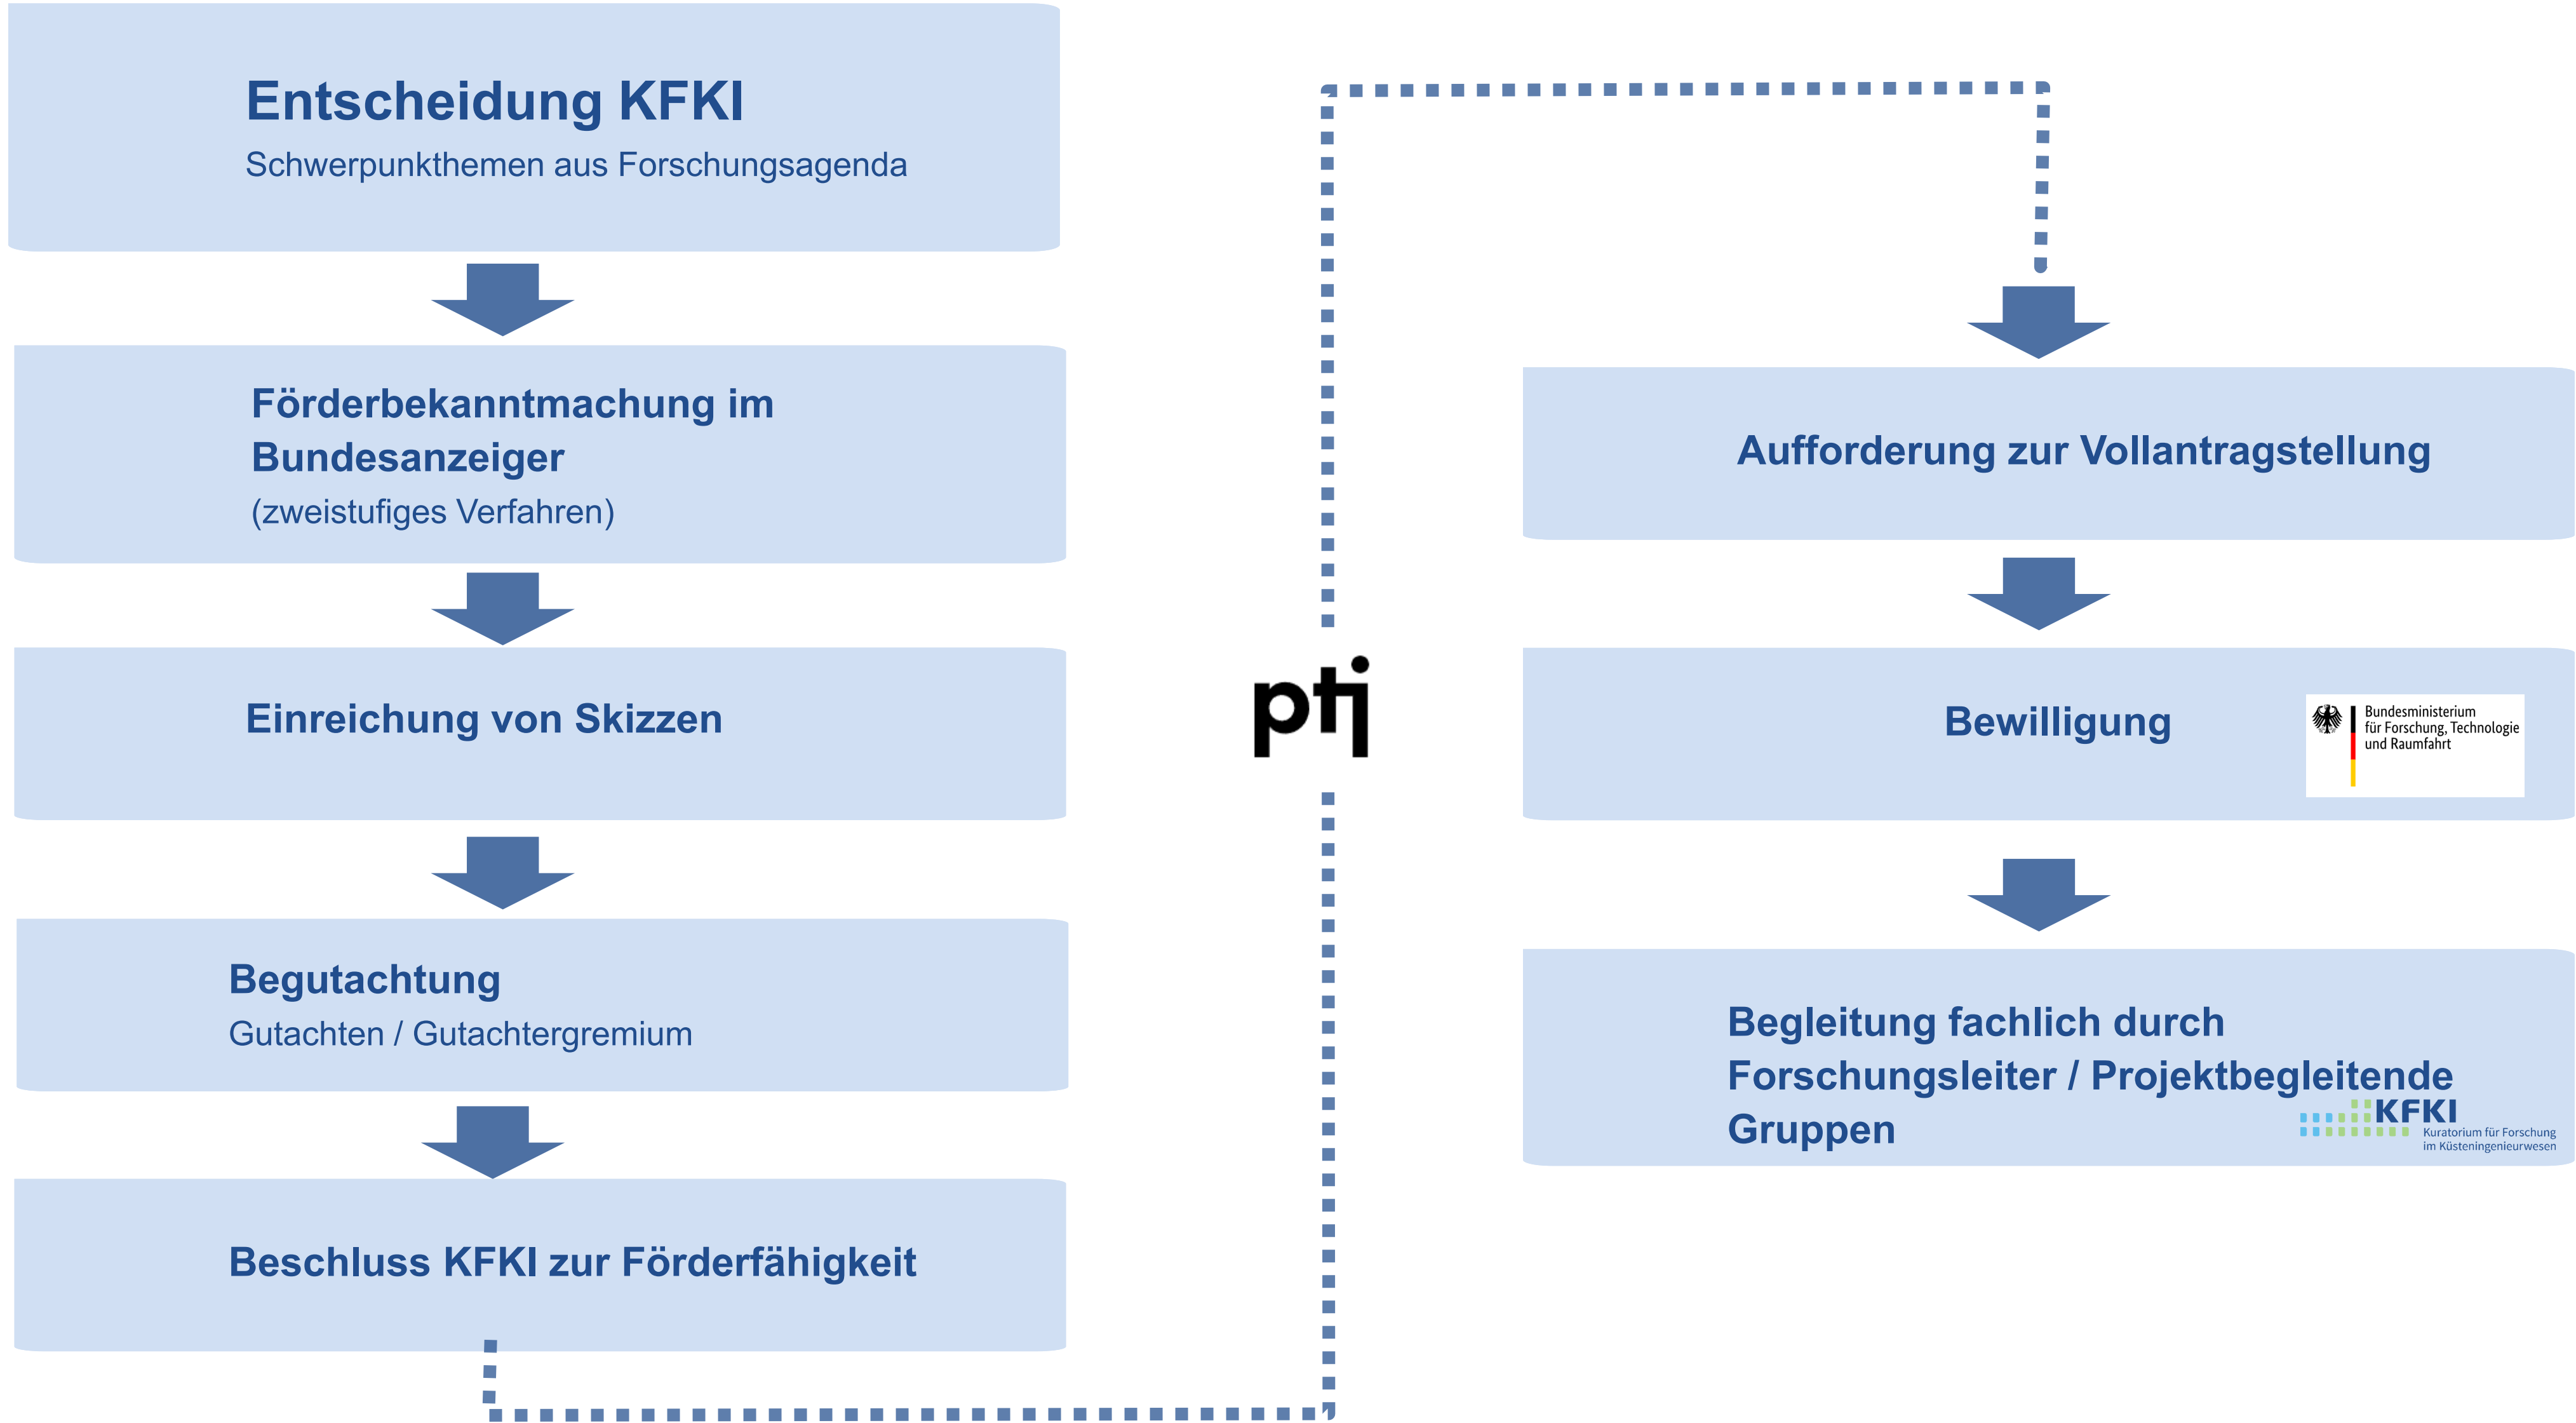 Entscheidung KFKI
Schwerpunkthemen aus Forschungsagenda
Förderbekanntmachung im
Bundesanzeiger
(zweistufiges Verfahren)
Einreichung von Skizzen
Begutachtung
Gutachten / Gutachtergremium
Beschluss KFKI zur Förderfähigkeit
ptj
Aufforderung zur Vollantragstellung
Bewilligung
Bundesministerium
für Forschung, Technologie
und Raumfahrt
Begleitung fachlich durch
Forschungsleiter / Projektbegleitende
Gruppen
KFKI
Kuratorium für Forschung
im Küsteningenieurwesen